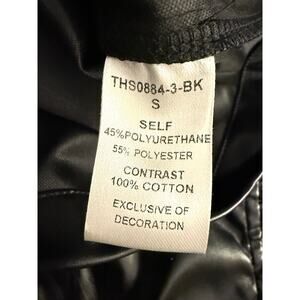 THS0884-3-BK
S
SELF
45%POLYURETHANE
55% POLYESTER
CONTRAST
100% COTTON
EXCLUSIVE OF
DECORATION